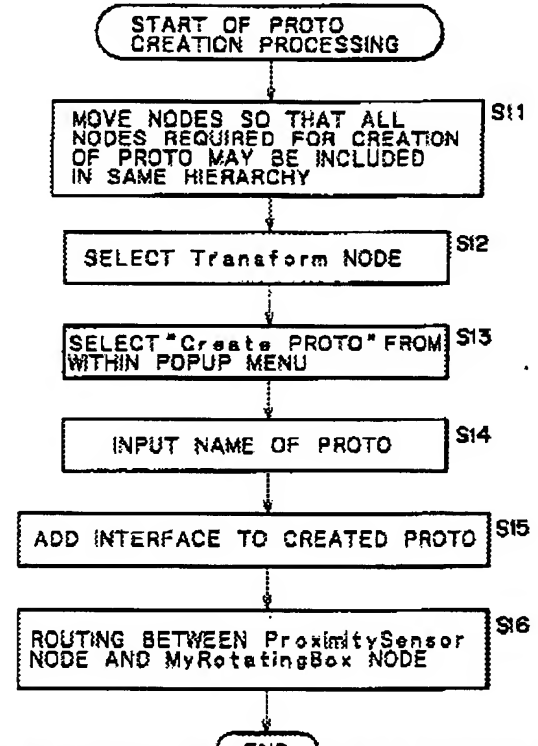 START OF PROTO
CREATION PROCESSING
MOVE NODES SO THAT ALL
NODES REQUIRED FOR CREATION
OF PROTO MAY BE INCLUDED
IN SAME HIERARCHY
S11
SELECT Transform NODE
S12
SELECT "Create PROTO" FROM
WITHIN POPUP MENU
S13
INPUT NAME OF PROTO
S14
ADD INTERFACE TO CREATED PROTO
S15
ROUTING BETWEEN ProximitySensor
NODE AND MyRotatingBox NODE
S16
END